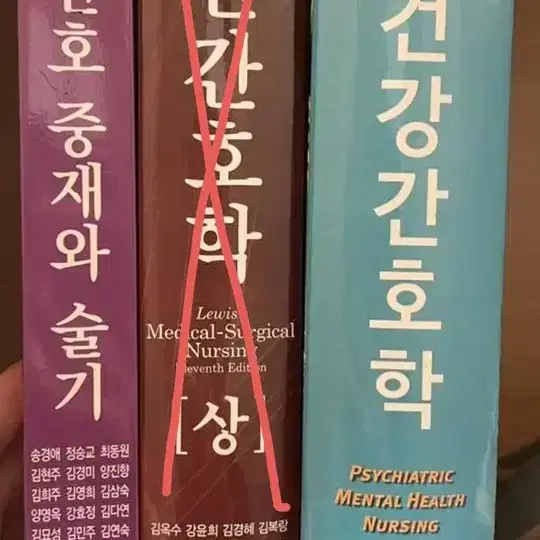 간호 중재와 술기
송경애 정승교 최동원
김현주 김경미 양진향
김희주 김영희 김삼숙
양영옥 강효정 김다연
김묘성 김민주 김연숙
간호학
Lewis
Medical-Surgical
Nursing
Eleventh Edition
[상]
김옥수 강윤희 김경혜 김복랑
건강간호학
PSYCHIATRIC
MENTAL HEALTH
NURSING